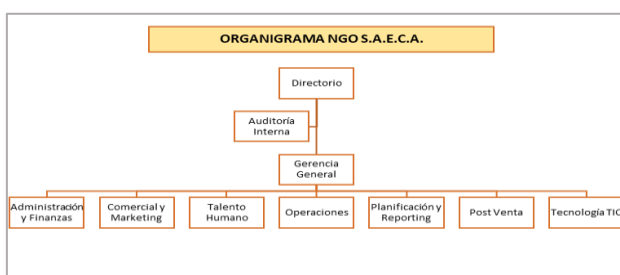 ORGANIGRAMA NGO S.A.E.C.A.
Directorio
Auditoría
Interna
Gerencia
General
Administración
y Finanzas
Comercial y
Marketing
Talento
Humano
Operaciones
Planificación y
Reporting
Post Venta
Tecnología TIC